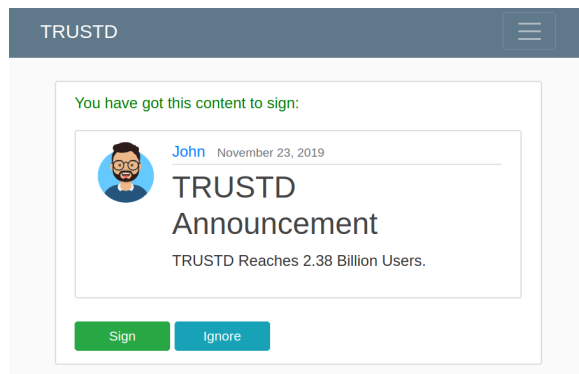 TRUSTD
You have got this content to sign:
John November 23, 2019
TRUSTD
Announcement
TRUSTD Reaches 2.38 Billion Users.
Sign Ignore